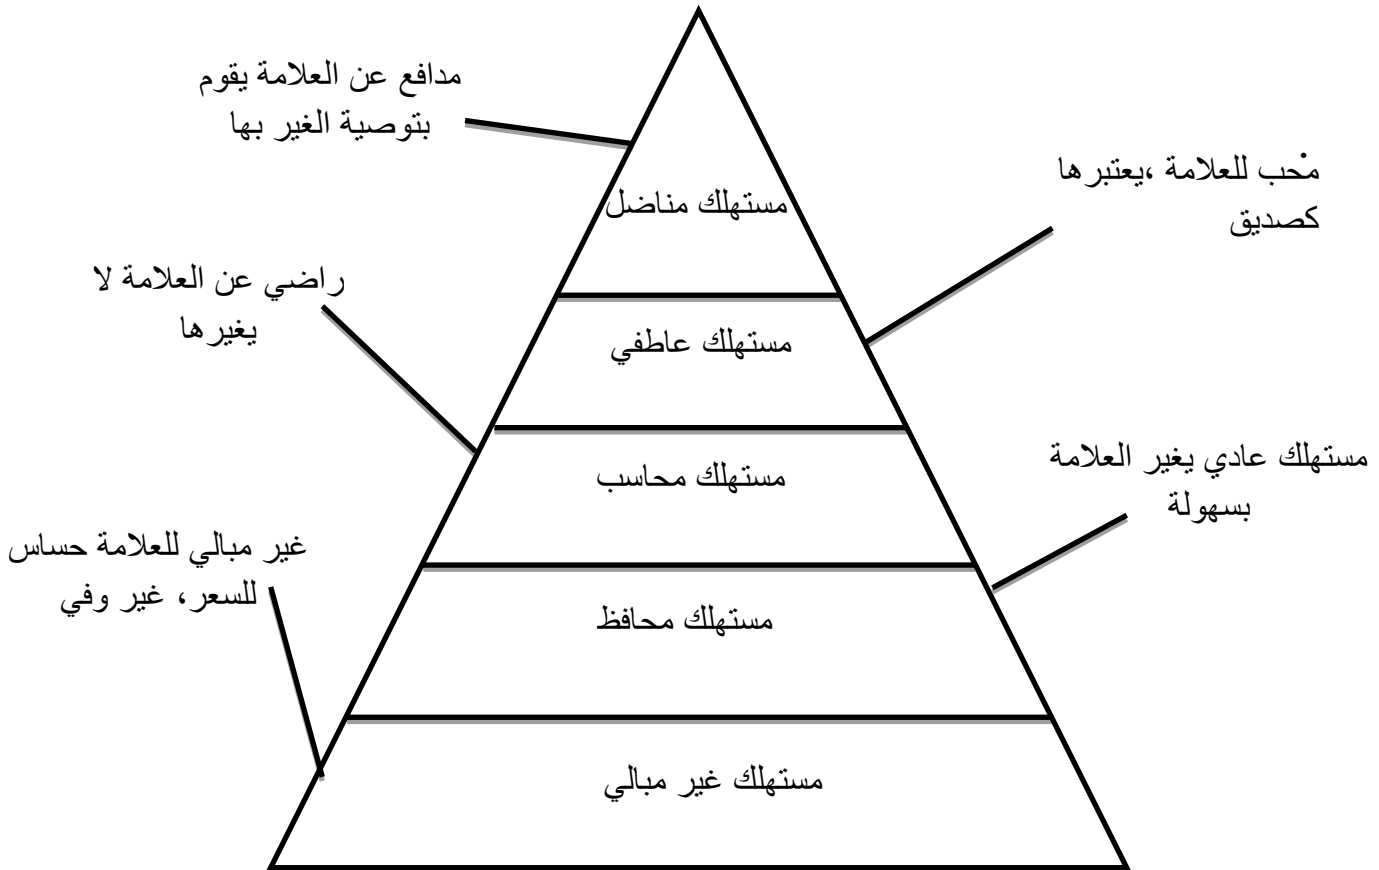 مدافع عن العلامة يقوم
بتوصية الغير بها
محب للعلامة ،يعتبرها
كصديق
مستهلك مناضل
راضي عن العلامة لا
يغيرها
مستهلك عاطفي
مستهلك عادي يغير العلامة
بسهولة
مستهلك محاسب
غير مبالي للعلامة حساس
للسعر، غير وفي
مستهلك محافظ
مستهلك غير مبالي